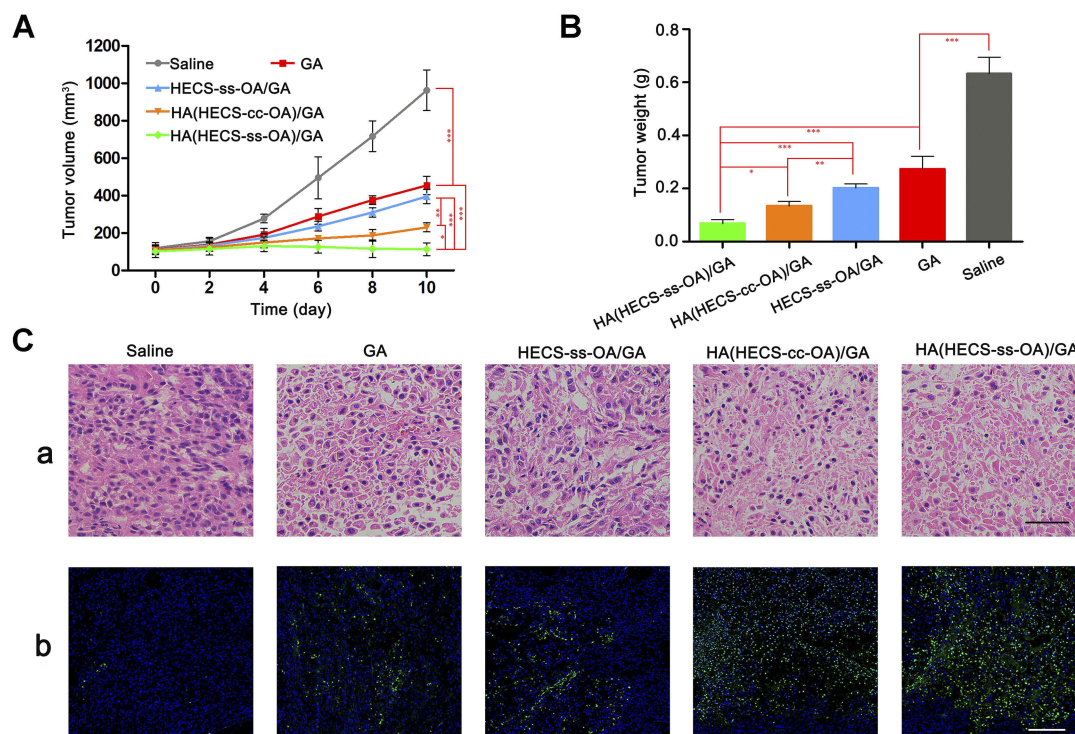 A
Tumor volume (mm³)
1200
1000
800
600
400
200
0
Saline
GA
HECS-ss-OA/GA
HA(HECS-cc-OA)/GA
HA(HECS-ss-OA)/GA
***
**
*
***
***
0 2 4 6 8 10
Time (day)
B
Tumor weight (g)
0.8
0.6
0.4
0.2
0.0
***
***
***
*
**
HA(HECS-ss-OA)/GA
HA(HECS-cc-OA)/GA
HECS-ss-OA/GA
GA
Saline
C
Saline GA HECS-ss-OA/GA HA(HECS-cc-OA)/GA HA(HECS-ss-OA)/GA
a
b